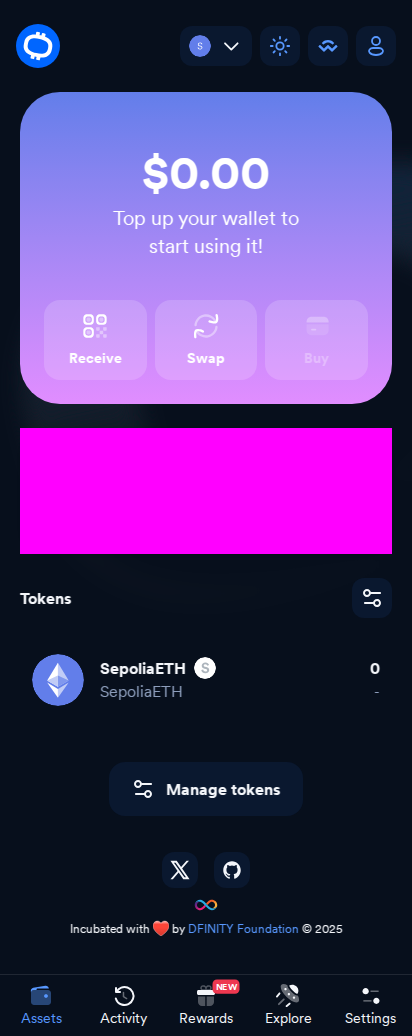 S
$0.00
Top up your wallet to
start using it!
Receive Swap Buy
Tokens
SepoliaETH S 0
SepoliaETH -
Manage tokens
Incubated with ❤️ by DFINITY Foundation © 2025
NEW
Assets Activity Rewards Explore Settings